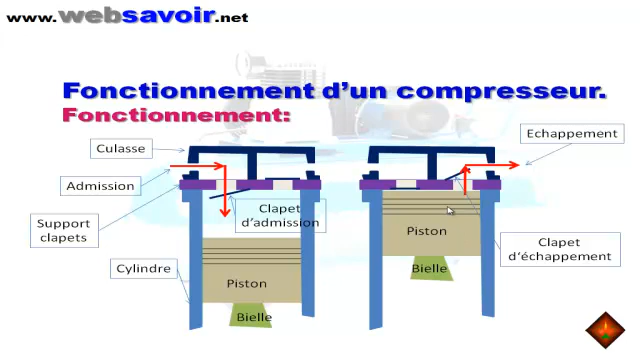 www.websavoir.net
Fonctionnement d'un compresseur.
Fonctionnement:
Echappement
Culasse
Admission
Clapet
d'admission
Support
clapets
Piston
Clapet
d'échappement
Cylindre
Bielle
Piston
Bielle